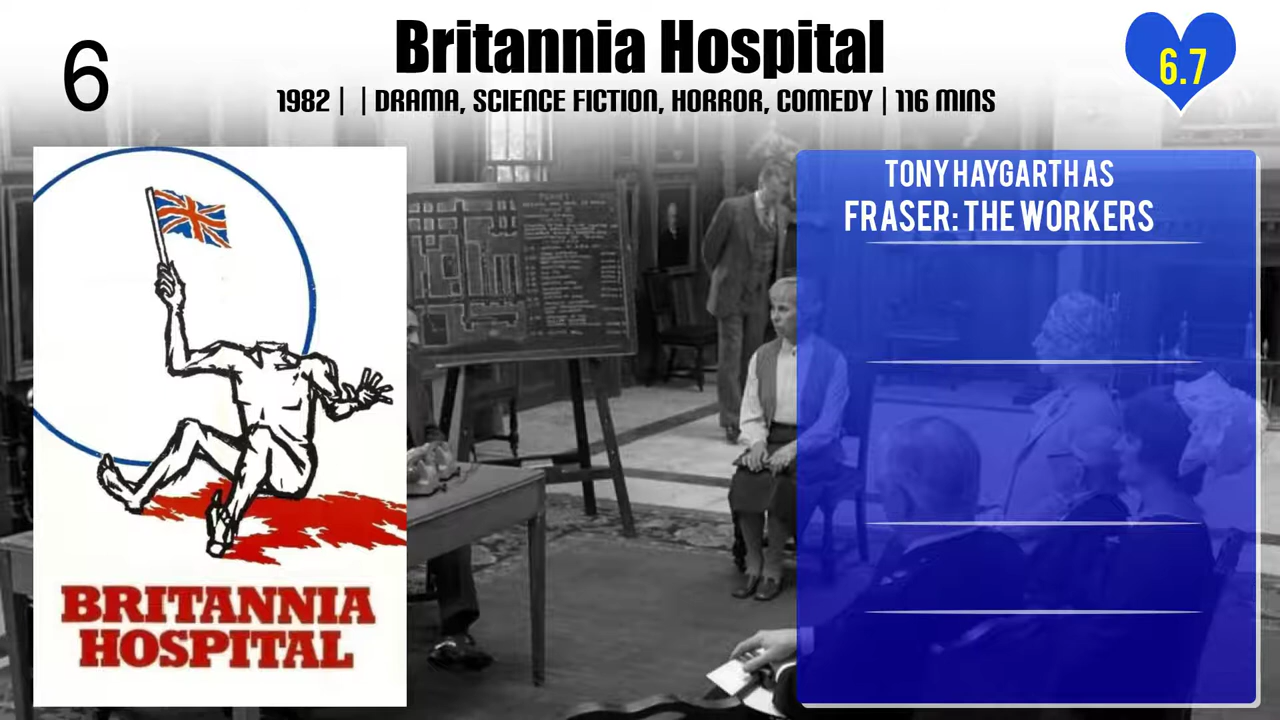 6
Britannia Hospital
1982 | | DRAMA, SCIENCE FICTION, HORROR, COMEDY | 116 MINS
6.7
TONY HAYGARTH AS
FRASER: THE WORKERS
BRITANNIA
HOSPITAL